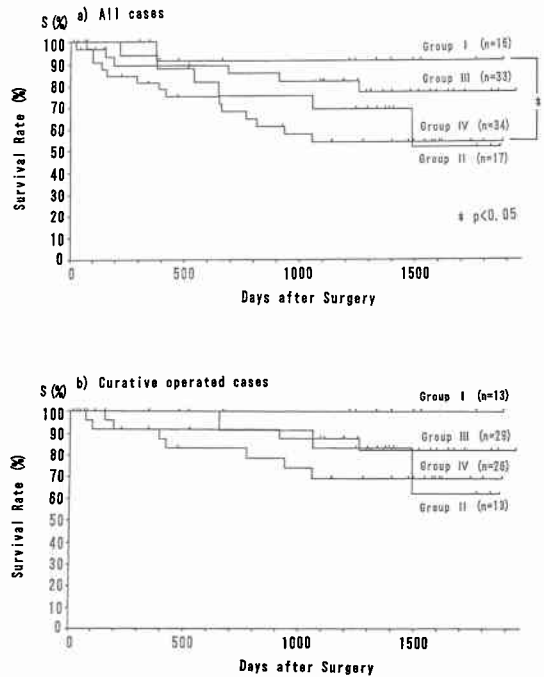 S (%) a) All cases
100
90
80
70
60
50
40
30
20
10
0
Survival Rate (%)
Group I (n=16)
Group III (n=33)
Group IV (n=34)
Group II (n=17)
p<0.05
0 500 1000 1500
Days after Surgery
S (%) b) Curative operated cases
100
90
80
70
60
50
40
30
20
10
0
Survival Rate (%)
Group I (n=13)
Group III (n=29)
Group IV (n=26)
Group II (n=13)
0 500 1000 1500
Days after Surgery